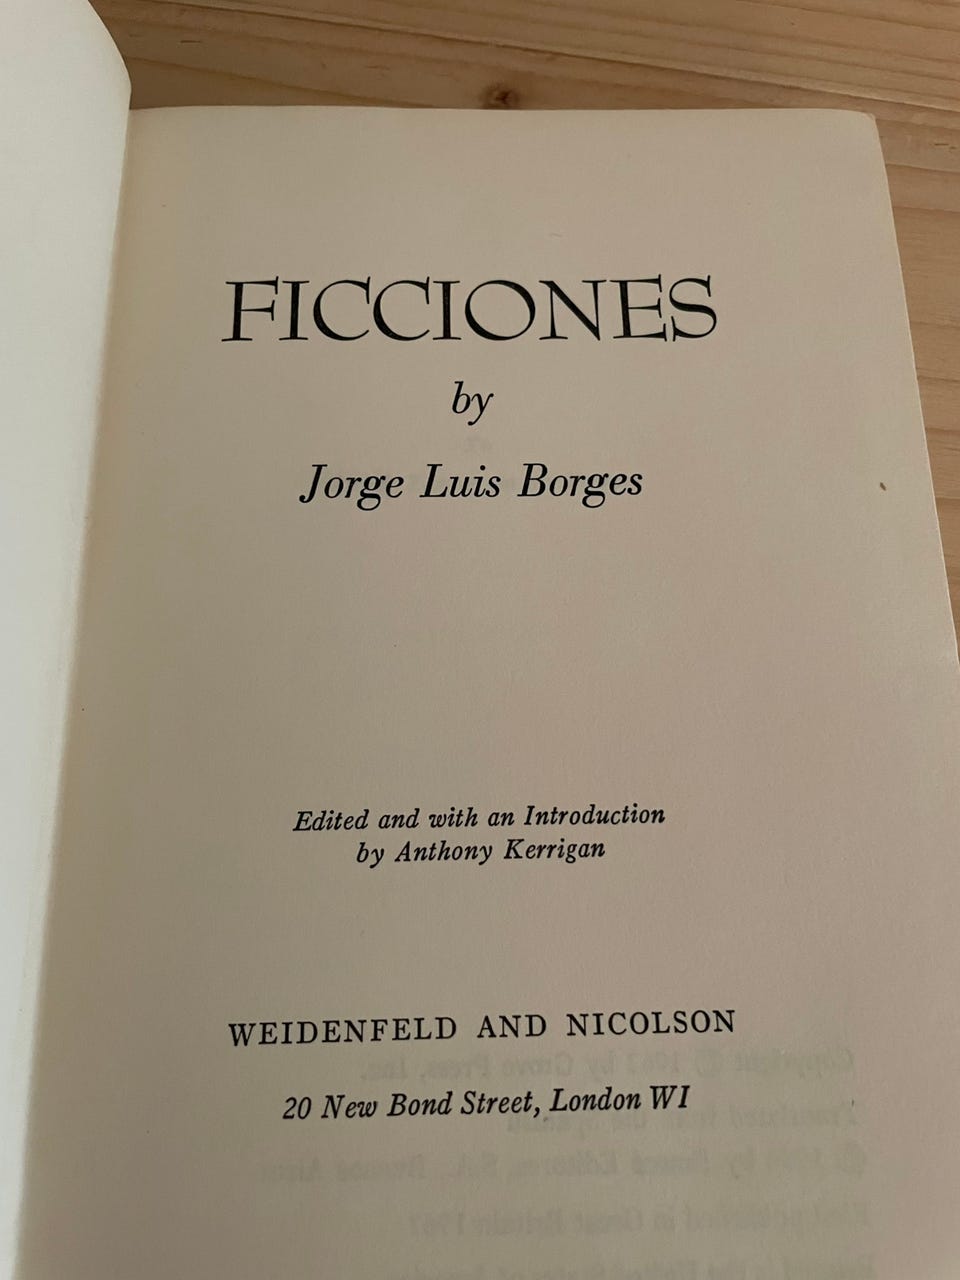 FICCIONES
by
Jorge Luis Borges
Edited and with an Introduction
by Anthony Kerrigan
WEIDENFELD AND NICOLSON
20 New Bond Street, London WI